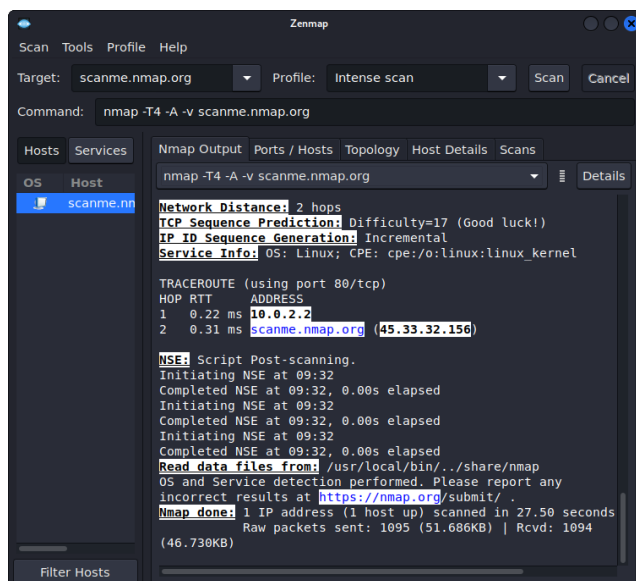 Zenmap
Scan Tools Profile Help
Target: scanme.nmap.org Profile: Intense scan Scan Cancel
Command: nmap -T4 -A -v scanme.nmap.org
Hosts Services
Nmap Output Ports / Hosts Topology Host Details Scans
nmap -T4 -A -v scanme.nmap.org Details
OS Host
scanme.nm
Network Distance: 2 hops
TCP Sequence Prediction: Difficulty=17 (Good luck!)
IP ID Sequence Generation: Incremental
Service Info: OS: Linux; CPE: cpe:/o:linux:linux_kernel
TRACEROUTE (using port 80/tcp)
HOP RTT ADDRESS
1 0.22 ms 10.0.2.2
2 0.31 ms scanme.nmap.org (45.33.32.156)
NSE: Script Post-scanning.
Initiating NSE at 09:32
Completed NSE at 09:32, 0.00s elapsed
Initiating NSE at 09:32
Completed NSE at 09:32, 0.00s elapsed
Initiating NSE at 09:32
Completed NSE at 09:32, 0.00s elapsed
Read data files from: /usr/local/bin/../share/nmap
OS and Service detection performed. Please report any
incorrect results at https://nmap.org/submit/ .
Nmap done: 1 IP address (1 host up) scanned in 27.50 seconds
Raw packets sent: 1095 (51.686KB) | Rcvd: 1094
(46.730KB)
Filter Hosts